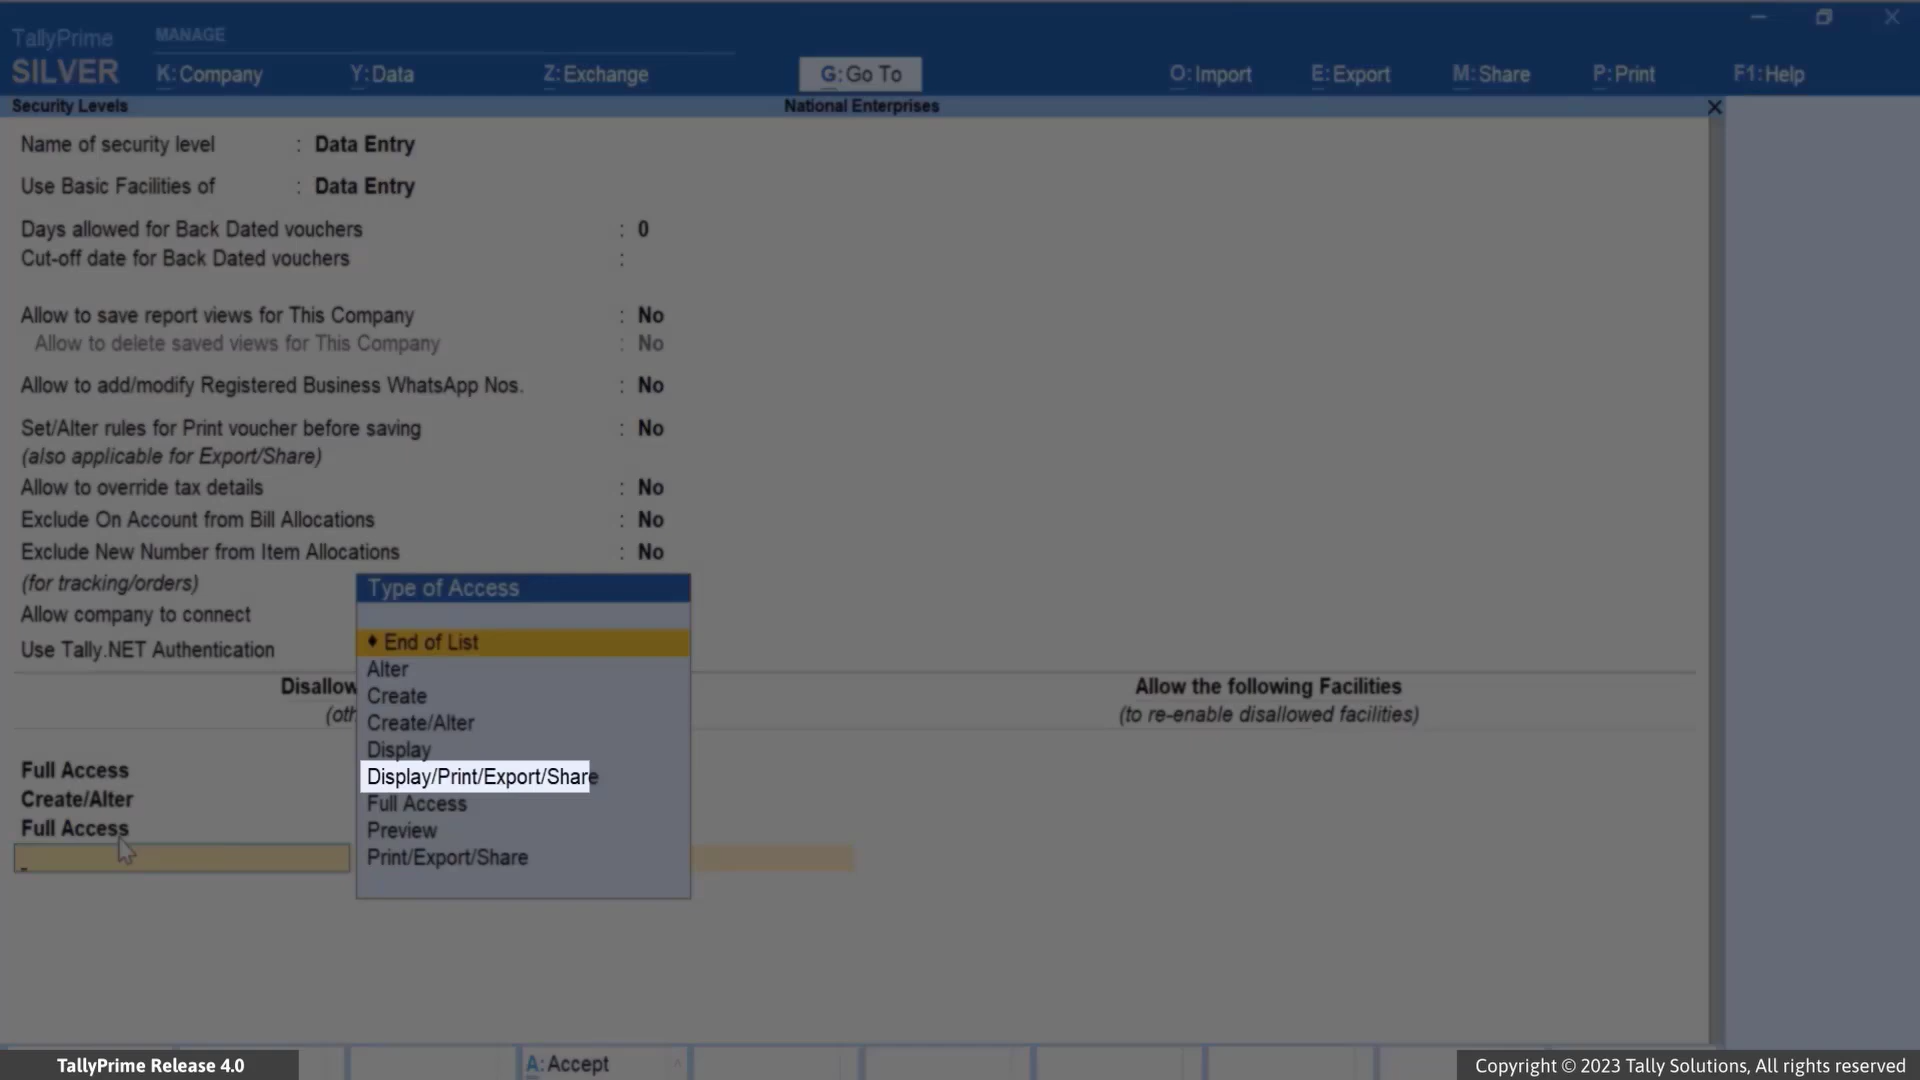 TallyPrime
MANAGE
SILVER
K: Company
Y: Data
Z: Exchange
G: Go To
O: Import
E: Export
M: Share
P: Print
F1: Help
Security Levels
National Enterprises
Name of security level : Data Entry
Use Basic Facilities of : Data Entry
Days allowed for Back Dated vouchers : 0
Cut-off date for Back Dated vouchers :
Allow to save report views for This Company : No
Allow to delete saved views for This Company : No
Allow to add/modify Registered Business WhatsApp Nos. : No
Set/Alter rules for Print voucher before saving : No
(also applicable for Export/Share)
Allow to override tax details : No
Exclude On Account from Bill Allocations : No
Exclude New Number from Item Allocations : No
(for tracking/orders)
Allow company to connect
Use Tally.NET Authentication
Type of Access
♦ End of List
Alter
Create
Create/Alter
Display
Display/Print/Export/Share
Full Access
Preview
Print/Export/Share
Disallow
(oth
Allow the following Facilities
(to re-enable disallowed facilities)
Full Access
Create/Alter
Full Access
A: Accept
TallyPrime Release 4.0
Copyright © 2023 Tally Solutions, All rights reserved